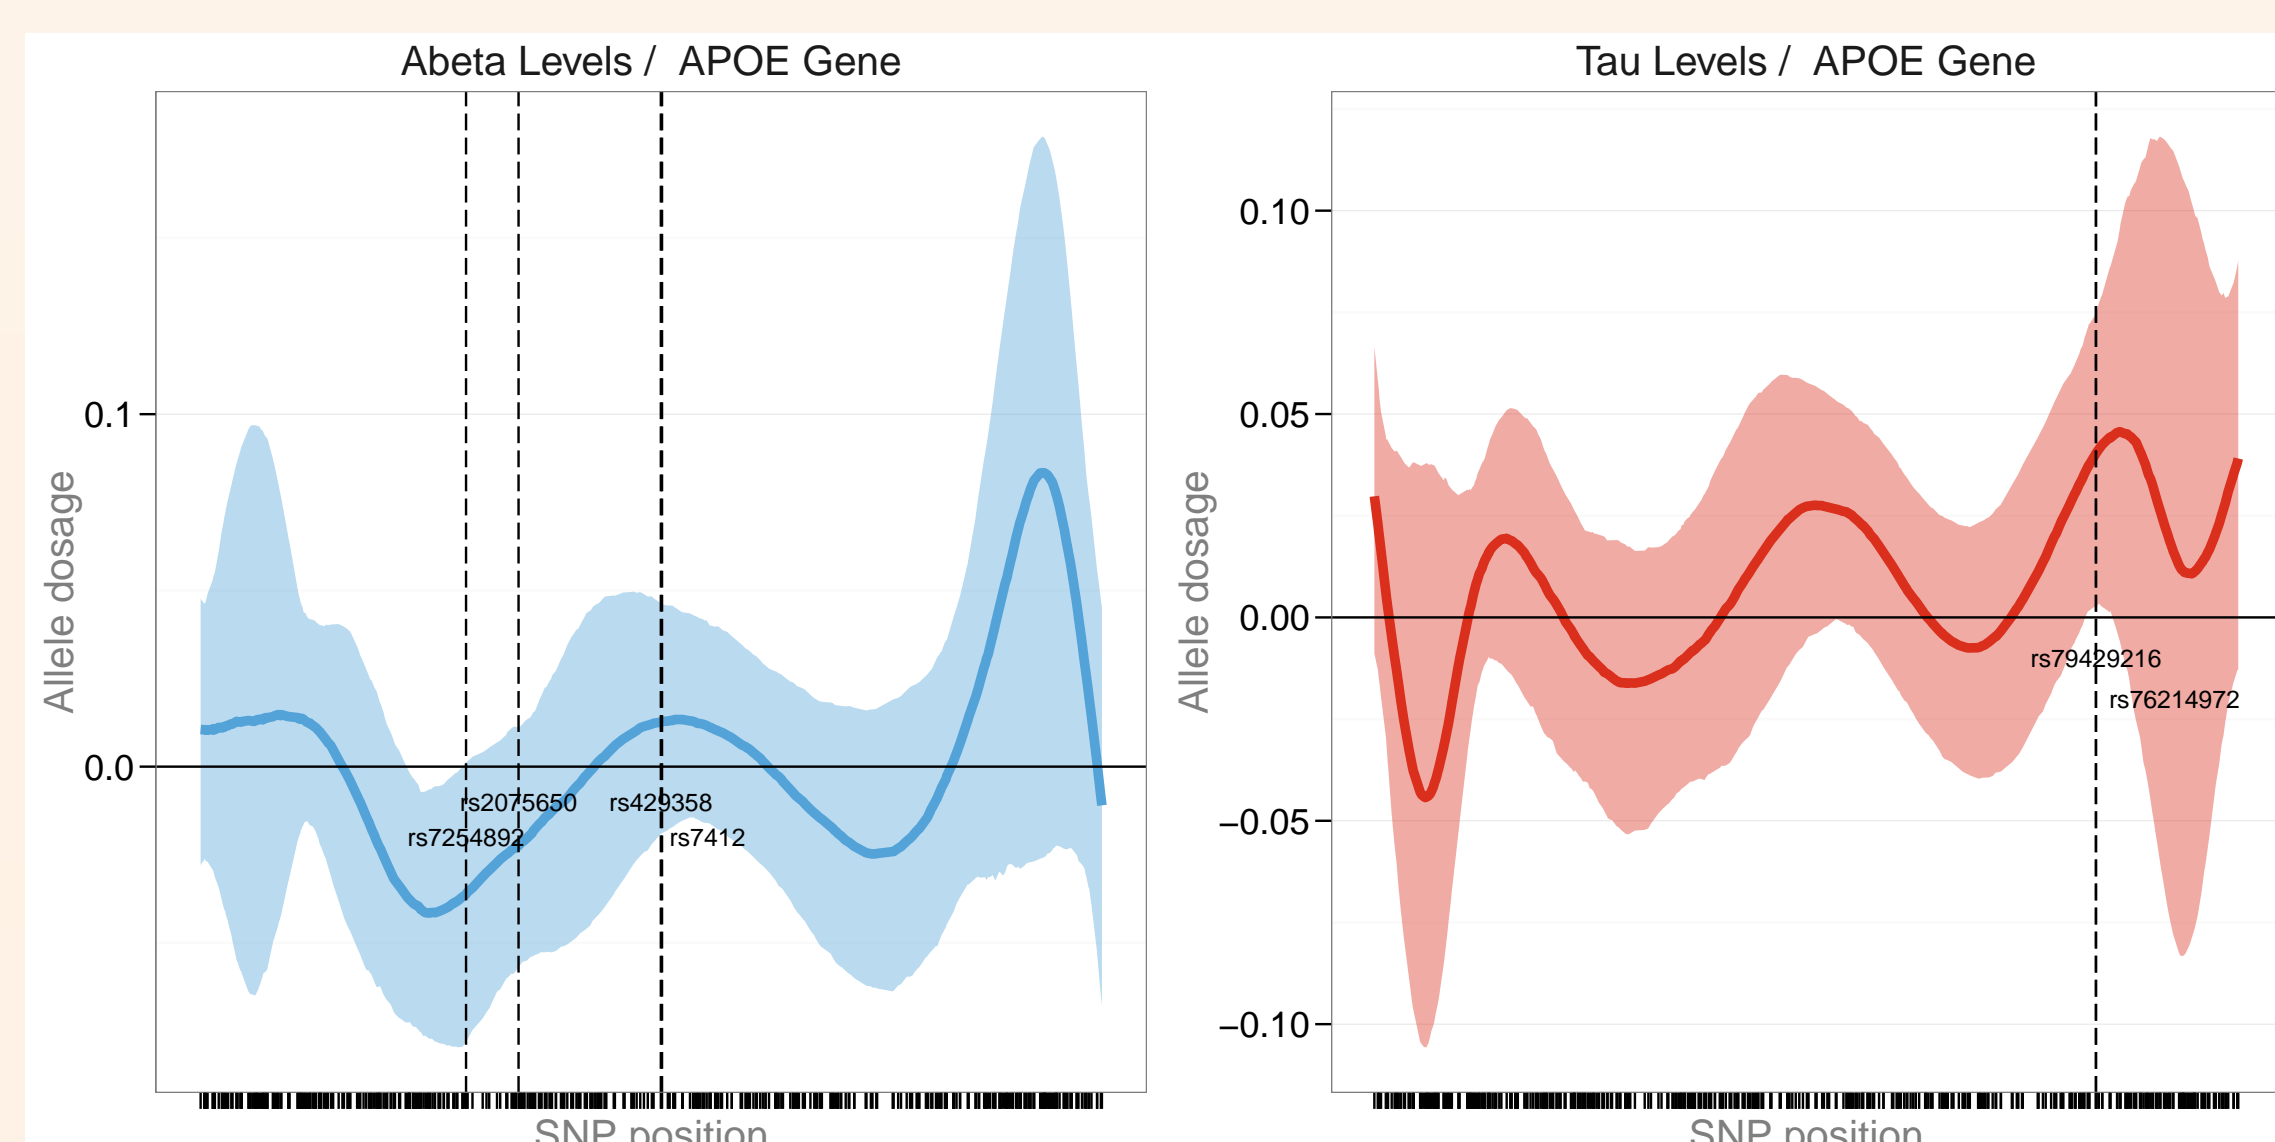 Abeta Levels / APOE Gene
Allele dosage
0.1
0.0
rs2075650
rs429358
rs7254892
rs7412
SNP position
Tau Levels / APOE Gene
Allele dosage
0.10
0.05
0.00
−0.05
−0.10
rs79429216
rs76214972
SNP position